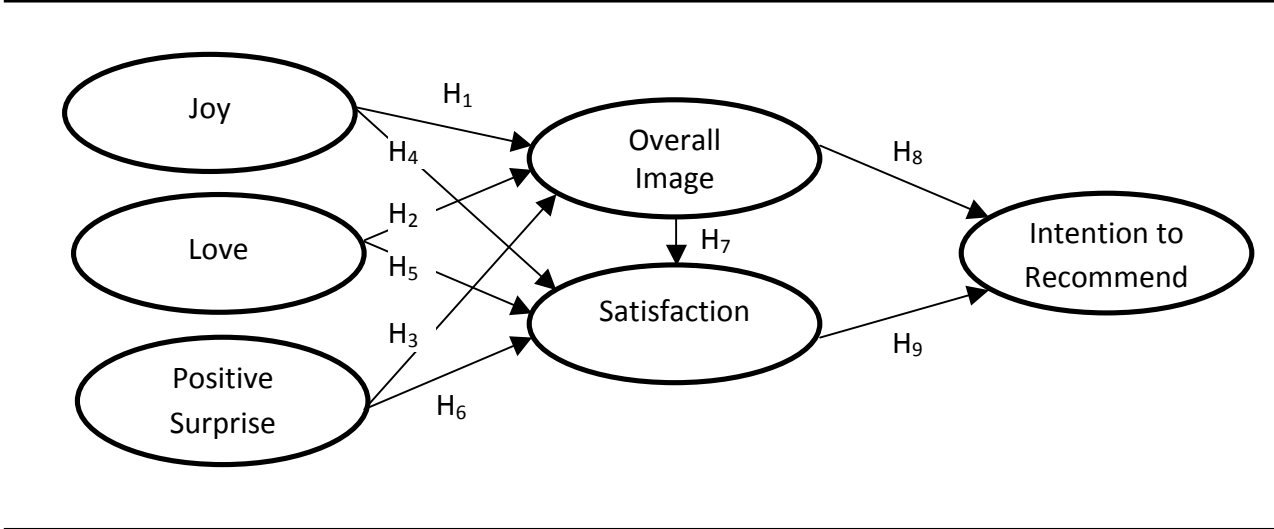 Joy
H₁
Overall
Image
H₄
H₈
H₂
Love
H₅
H₇
Intention to
Recommend
Satisfaction
H₃
H₉
Positive
Surprise
H₆